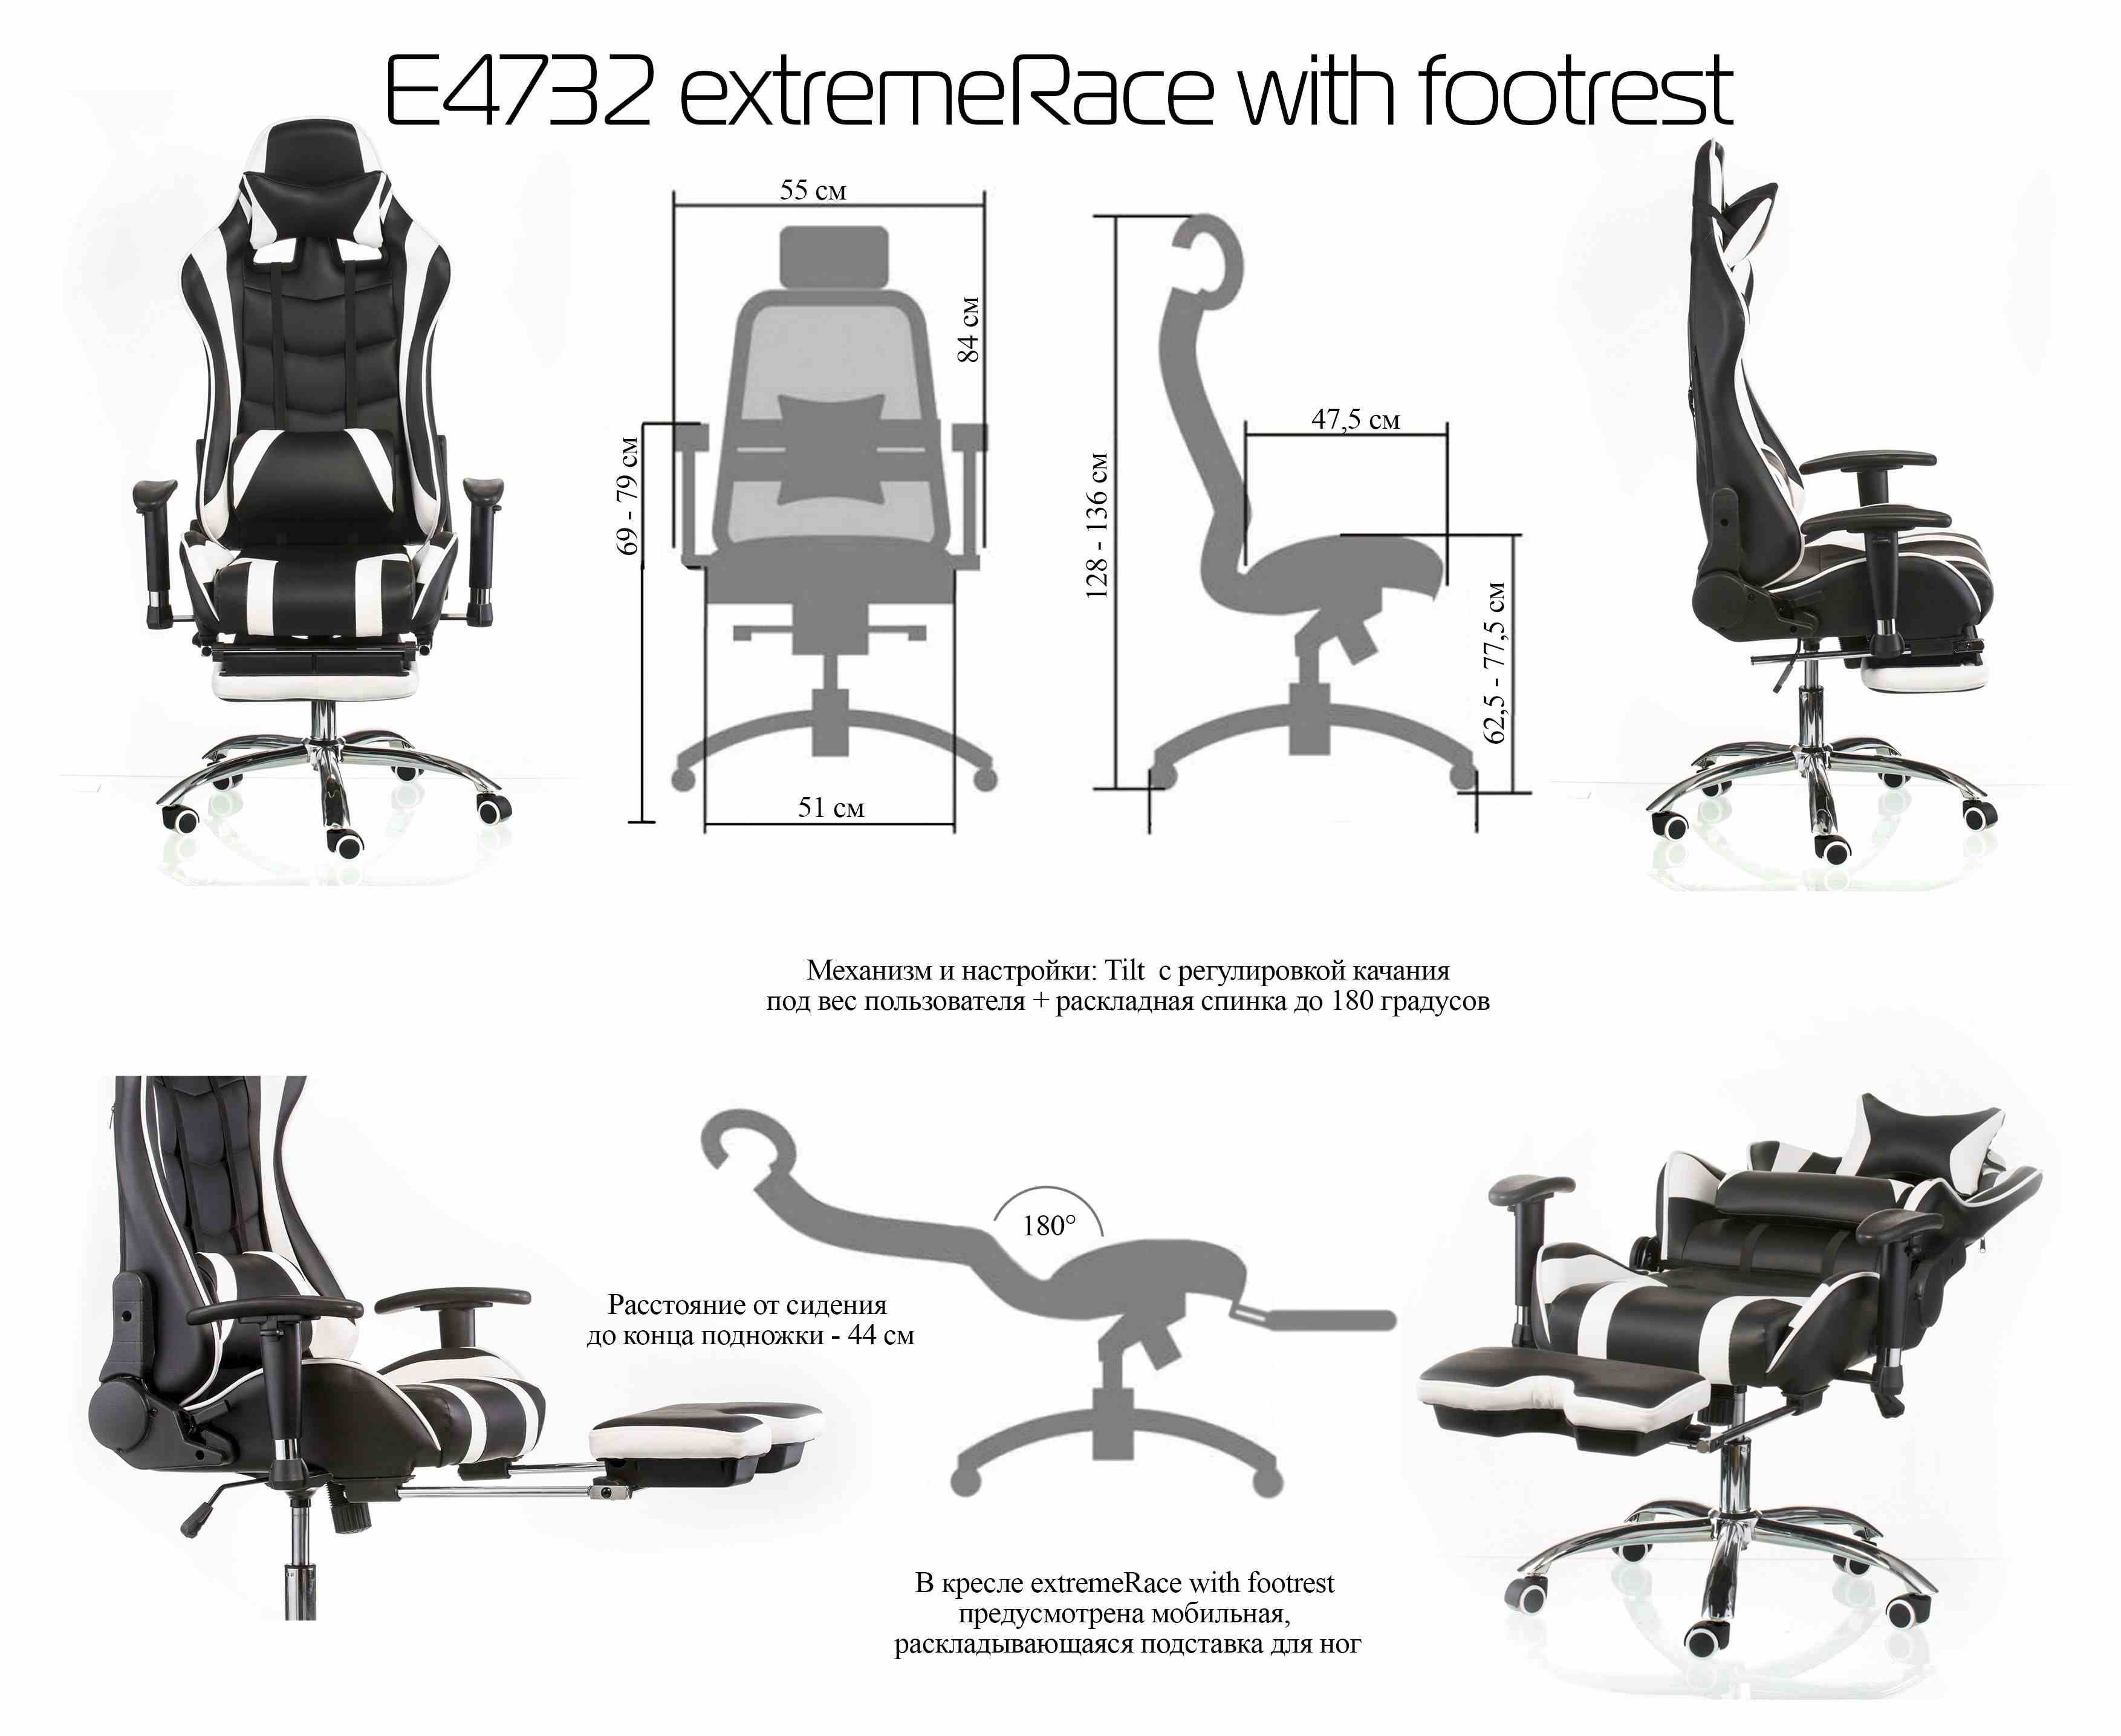 E4732 extremeRace with footrest
55 см
84 см
69 - 79 см
51 см
128 - 136 см
47,5 см
62,5 - 77,5 см
Механизм и настройки: Tilt с регулировкой качания
под вес пользователя + раскладная спинка до 180 градусов
180°
Расстояние от сидения
до конца подножки - 44 см
В кресле extremeRace with footrest
предусмотрена мобильная,
раскладывающаяся подставка для ног